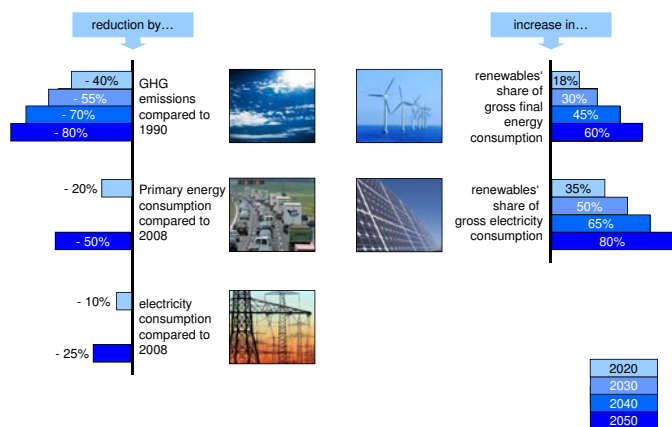 reduction by…
increase in…
- 40%
- 55%
- 70%
- 80%
GHG
emissions
compared to
1990
renewables‘
share of
gross final
energy
consumption
18%
30%
45%
60%
- 20%
- 50%
Primary energy
consumption
compared to
2008
renewables‘
share of
gross electricity
consumption
35%
50%
65%
80%
- 10%
- 25%
electricity
consumption
compared to
2008
2020
2030
2040
2050